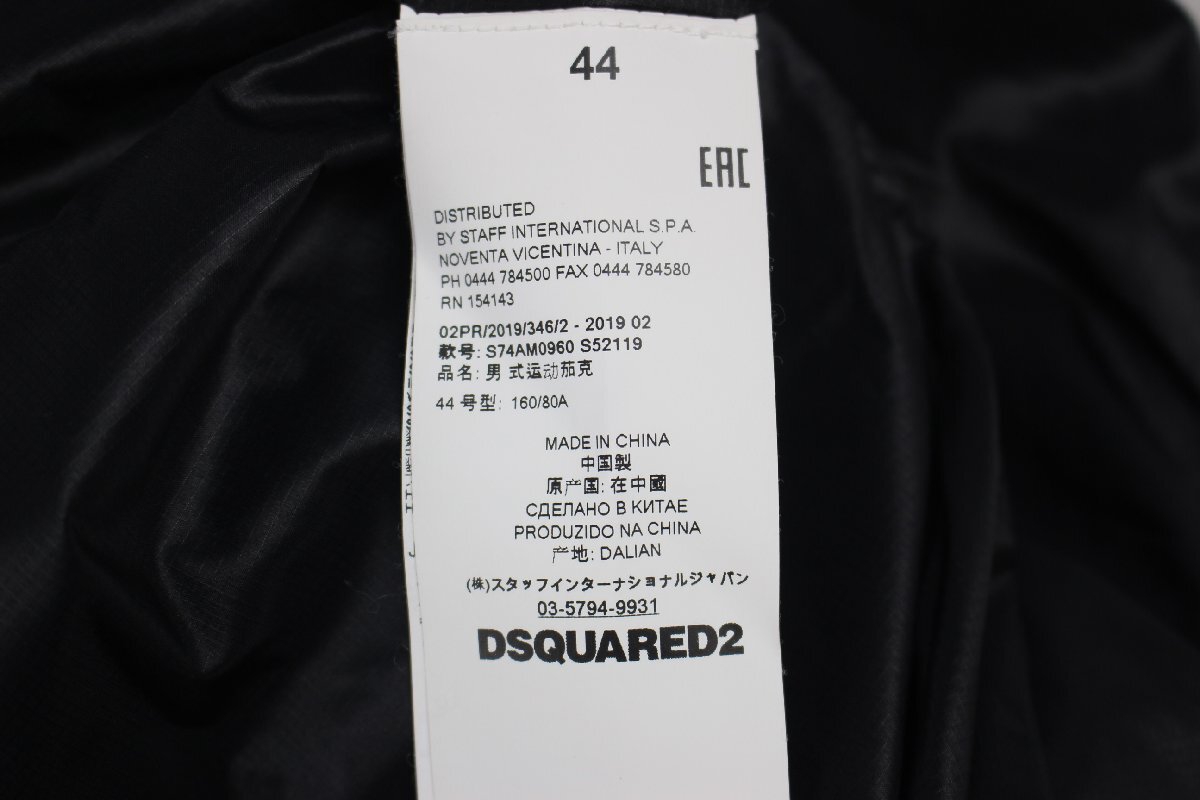 44
EAC
DISTRIBUTED
BY STAFF INTERNATIONAL S.P.A.
NOVENTA VICENTINA - ITALY
PH 0444 784500 FAX 0444 784580
RN 154143
02PR/2019/346/2 - 2019 02
款号: S74AM0960 S52119
品名: 男 式运动茄克
44 号型: 160/80A
MADE IN CHINA
中国製
原产国: 在中國
СДЕЛАНО В КИТАЕ
PRODUZIDO NA CHINA
产地: DALIAN
(株)スタッフインターナショナルジャパン
03-5794-9931
DSQUARED2